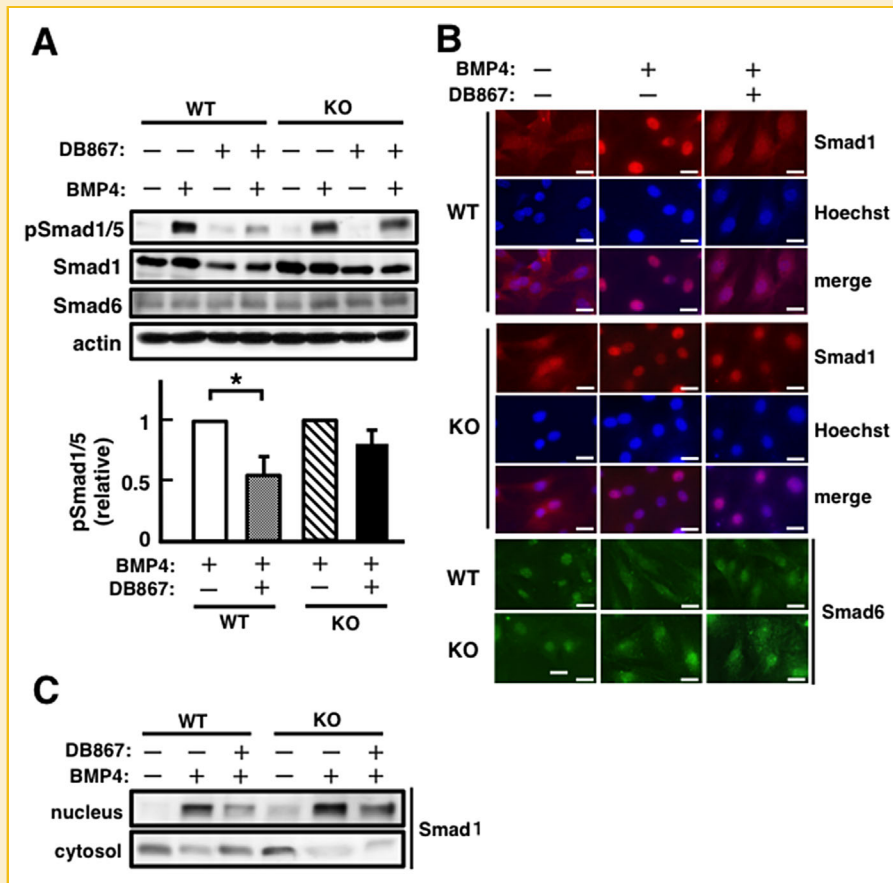 A
WT KO
DB867: — — + + — — + +
BMP4: — + — + — + — +
pSmad1/5
Smad1
Smad6
actin
*
pSmad1/5
(relative)
1
0.5
0
BMP4: + + + +
DB867: — + — +
WT KO
B
BMP4: — + +
DB867: — — +
WT
Smad1
Hoechst
merge
KO
Smad1
Hoechst
merge
WT
KO
Smad6
C
WT KO
DB867: — — + — — +
BMP4: — + + — + +
nucleus
cytosol
Smad1